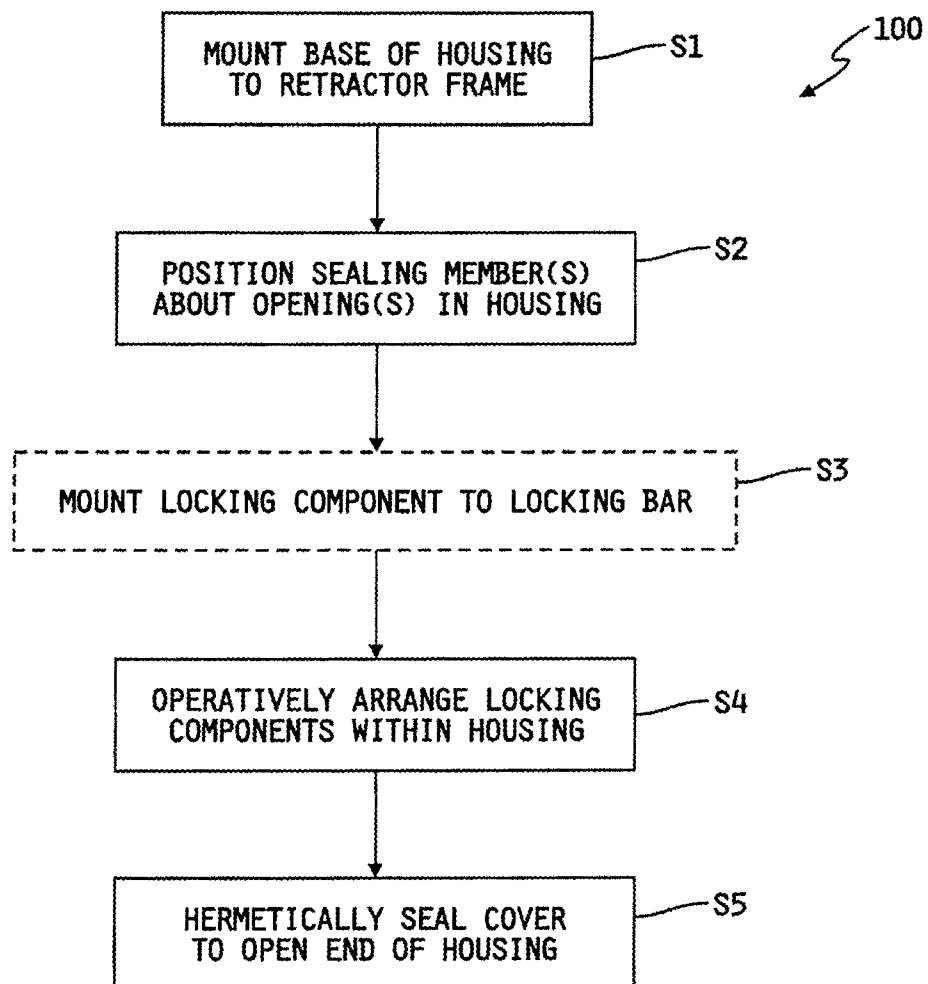 100
MOUNT BASE OF HOUSING
TO RETRACTOR FRAME
S1
POSITION SEALING MEMBER(S)
ABOUT OPENING(S) IN HOUSING
S2
MOUNT LOCKING COMPONENT TO LOCKING BAR
S3
OPERATIVELY ARRANGE LOCKING
COMPONENTS WITHIN HOUSING
S4
HERMETICALLY SEAL COVER
TO OPEN END OF HOUSING
S5